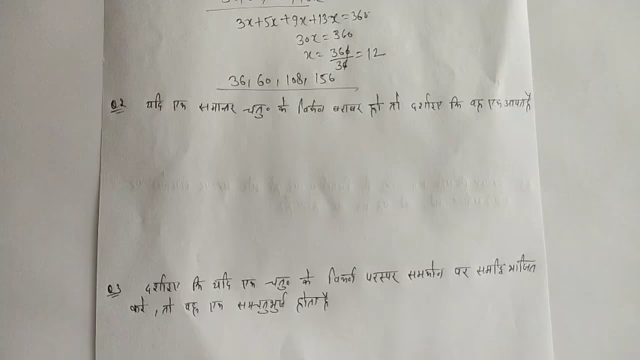 3x+5x+9x+13x=360
30x=360
x=360/30=12
36, 60, 108, 156
Q2 यदि एक समान्तर चतु० के विकर्ण बराबर हो तो दर्शाइए कि वह एक आयत है
Q3 दर्शाइए कि यदि एक चतु० के विकर्ण परस्पर समकोण पर समद्विभाजित
करे, तो वह एक समचतुर्भुज होता है